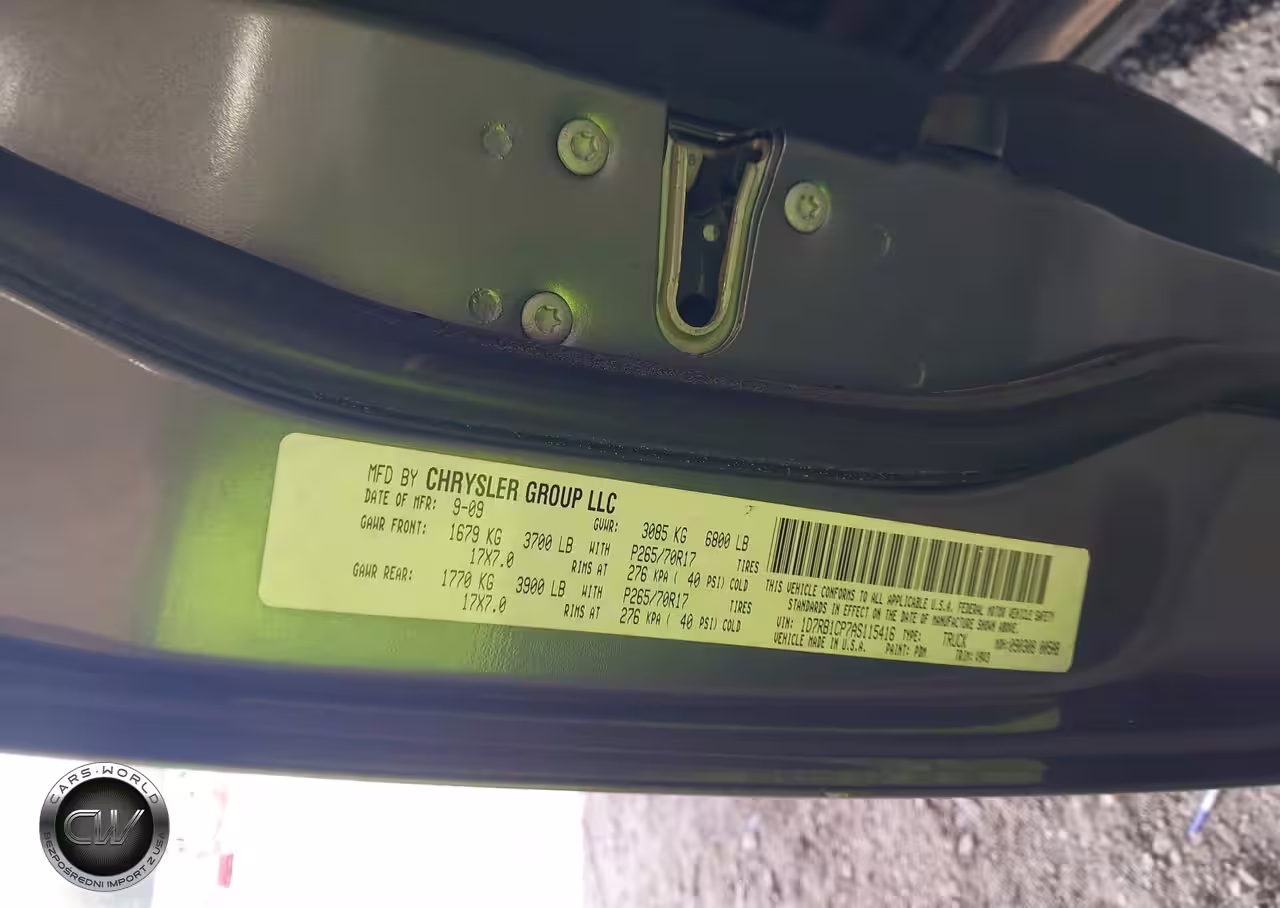 MFD BY CHRYSLER GROUP LLC
DATE OF MFR: 9-09 GVWR: 3085 KG 6800 LB
GAWR FRONT: 1679 KG 3700 LB WITH P265/70R17 TIRES
17X7.0 RIMS AT 276 KPA ( 40 PSI) COLD
GAWR REAR: 1770 KG 3900 LB WITH P265/70R17 TIRES
17X7.0 RIMS AT 276 KPA ( 40 PSI) COLD
THIS VEHICLE CONFORMS TO ALL APPLICABLE U.S.A. FEDERAL MOTOR VEHICLE SAFETY
STANDARDS IN EFFECT ON THE DATE OF MANUFACTURE SHOWN ABOVE.
VIN: 1D7RB1CP7AS115416 TYPE: TRUCK
VEHICLE MADE IN U.S.A. PAINT: PDM TRIM:
CARS·WORLD
CW
BEZPOŚREDNI IMPORT Z USA